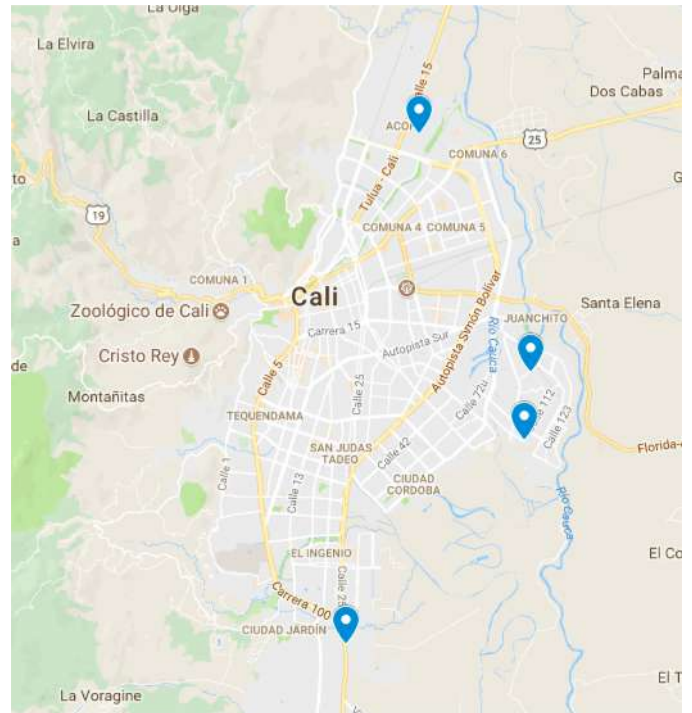 La Olga
La Elvira
Calle 15
Palma
Dos Cabas
La Castilla
ACOPI
25
COMUNA 6
to
G
19
Tulua - Cali
COMUNA 4
COMUNA 5
a
COMUNA 1
Cali
Santa Elena
Zoológico de Cali
JUANCHITO
Carrera 15
Autopista Simón Bolívar
Río Cauca
Autopista Sur
Cristo Rey
de
Calle 5
Calle 25
Calle 72u
Montañitas
TEQUENDAMA
Calle 112
Calle 123
SAN JUDAS
TADEO
Calle 42
Florida-
Calle 1
Calle 13
CIUDAD
CORDOBA
Río Cauca
EL INGENIO
El Co
Calle 25
Carrera 100
CIUDAD JARDÍN
El T
La Voragine